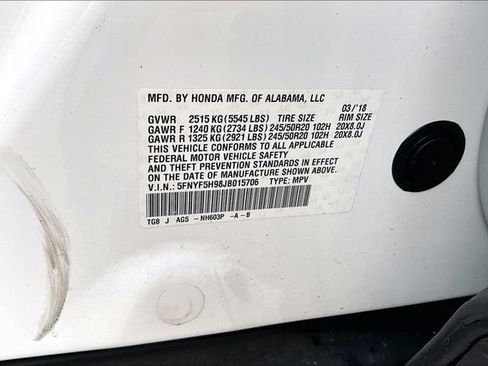 MFD. BY HONDA MFG. OF ALABAMA, LLC
03/'18
GVWR 2515 KG(5545 LBS) TIRE SIZE RIM SIZE
GAWR F 1240 KG(2734 LBS) 245/50R20 102H 20X8.0J
GAWR R 1325 KG(2921 LBS) 245/50R20 102H 20X8.0J
THIS VEHICLE CONFORMS TO ALL APPLICABLE
FEDERAL MOTOR VEHICLE SAFETY
AND THEFT PREVENTION STANDARDS IN EFFECT
ON THE DATE OF MANUFACTURE SHOWN ABOVE.
V.I.N.: 5FNYF5H98JB015706 TYPE: MPV
TG8 J AG5 -NH603P -A-B